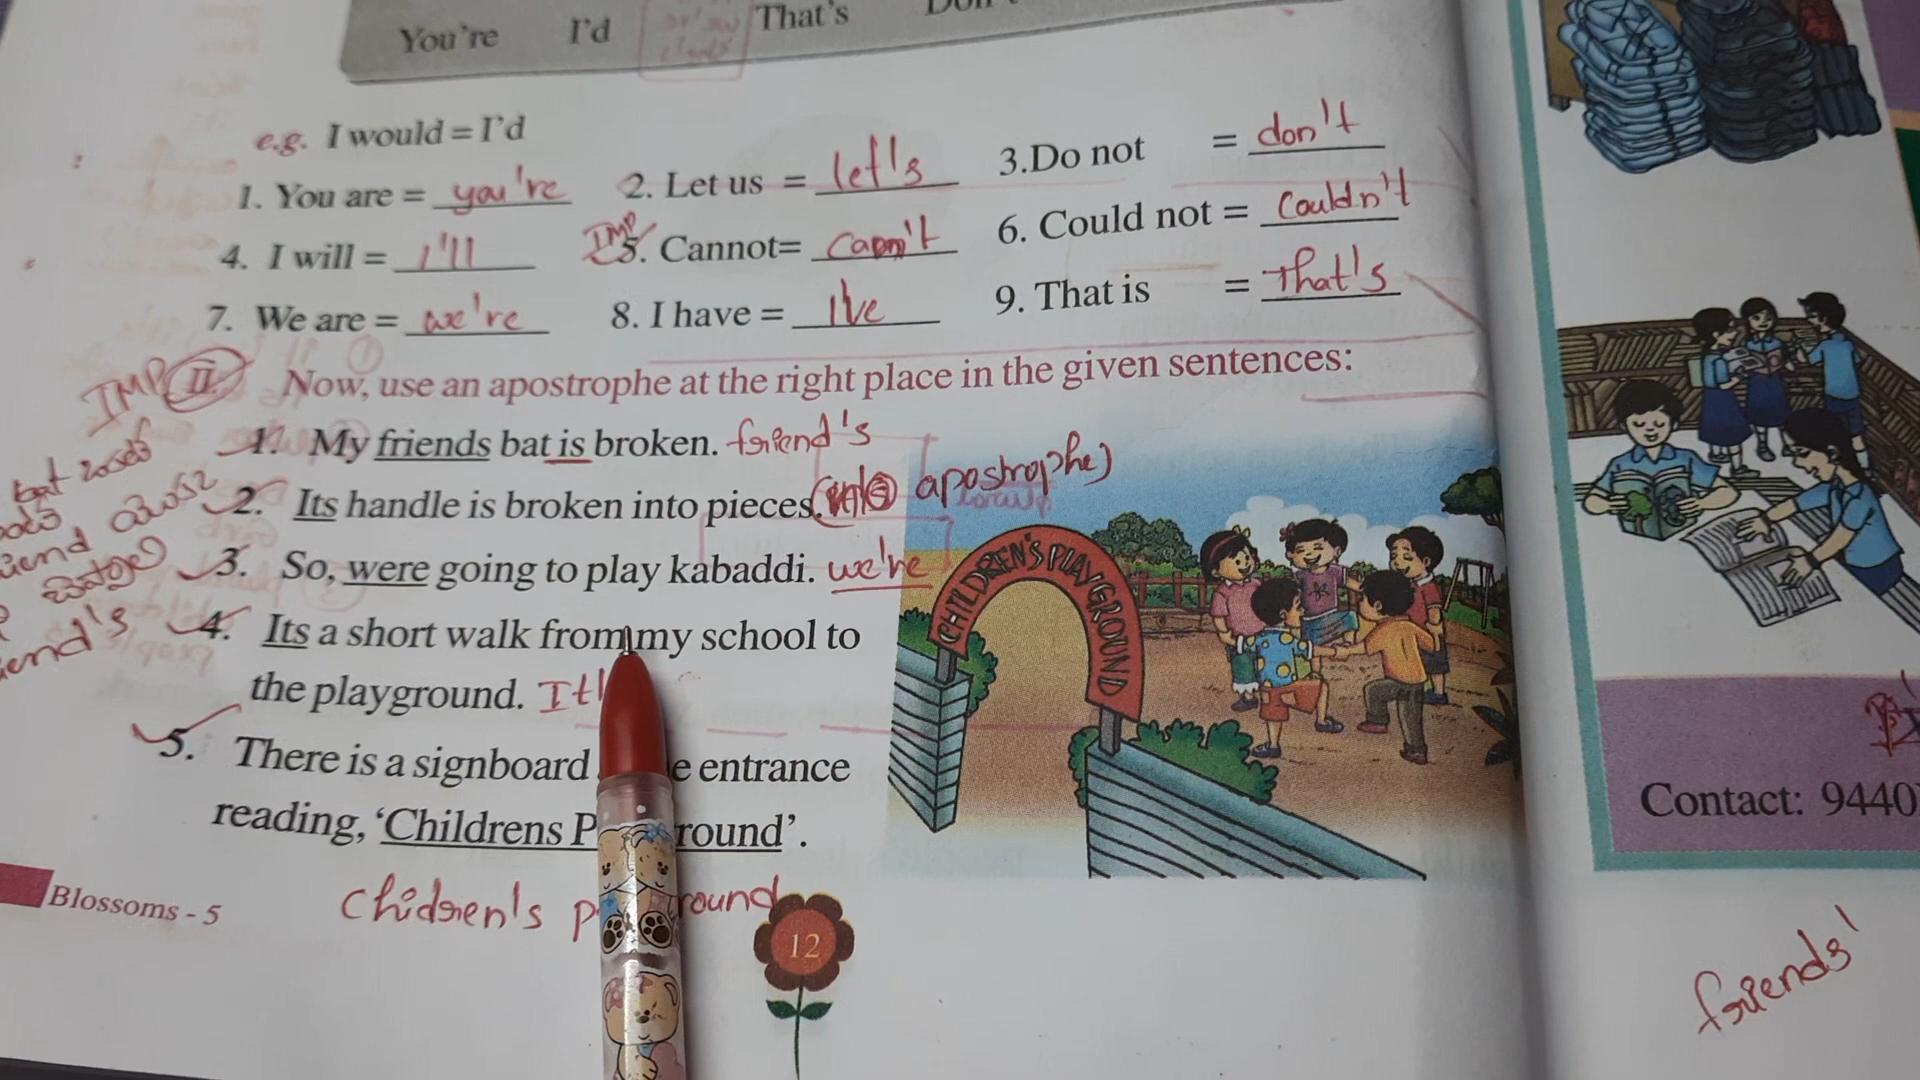 You're I'd That's
e.g. I would = I'd
1. You are = you're 2. Let us = let's 3.Do not = don't
4. I will = I'll IMP 5. Cannot= can't 6. Could not = couldn't
7. We are = we're 8. I have = I've 9. That is = that's
IMP II Now, use an apostrophe at the right place in the given sentences:
1. My friends bat is broken. friend's
2. Its handle is broken into pieces. apostrophe)
3. So, were going to play kabaddi. we're
4. Its a short walk from my school to
the playground.
5. There is a signboard entrance
reading, 'Childrens P round'.
Chidren's p round
Blossoms - 5
12
CHILDREN'S PLAYGROUND
Contact: 9440
friends'